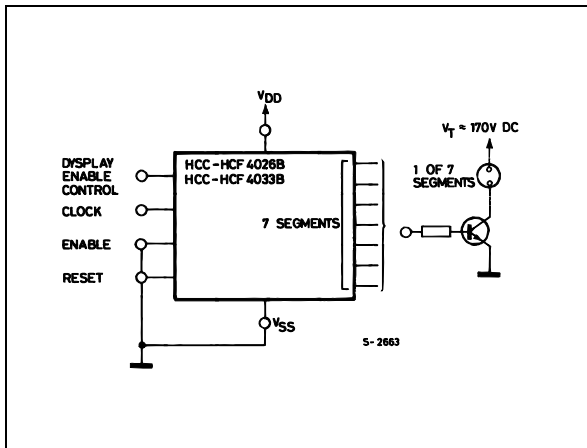 VDD
HCC-HCF 4026B
HCC-HCF 4033B
DYSPLAY
ENABLE
CONTROL
CLOCK
ENABLE
RESET
7 SEGMENTS
VSS
VT = 170V DC
1 OF 7
SEGMENTS
S-2663